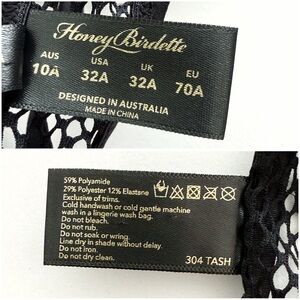 Honey Birdette
AUS USA UK EU
10A 32A 32A 70A
DESIGNED IN AUSTRALIA
MADE IN CHINA
59% Polyamide
29% Polyester 12% Elastane
Exclusive of trims.
Cold handwash or cold gentle machine
wash in a lingerie wash bag.
Do not bleach.
Do not rub.
Do not soak or wring.
Line dry in shade without delay.
Do not iron.
Do not dry clean.
304 TASH